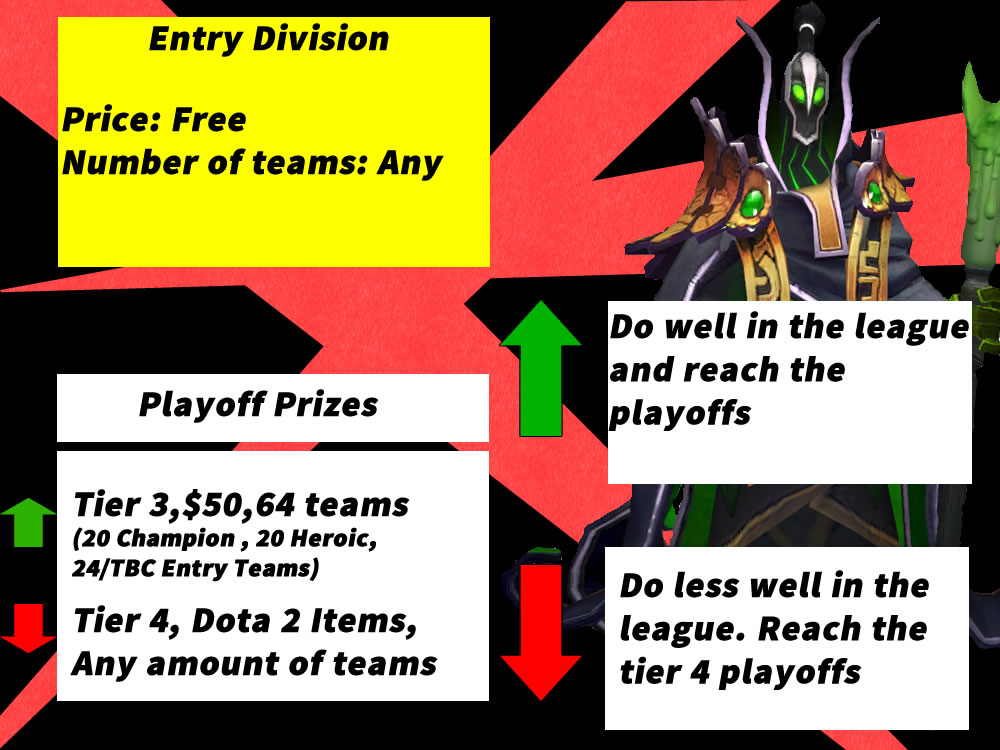 Entry Division
Price: Free
Number of teams: Any
Do well in the league
and reach the
playoffs
Playoff Prizes
Tier 3,$50,64 teams
(20 Champion , 20 Heroic,
24/TBC Entry Teams)
Tier 4, Dota 2 Items,
Any amount of teams
Do less well in the
league. Reach the
tier 4 playoffs